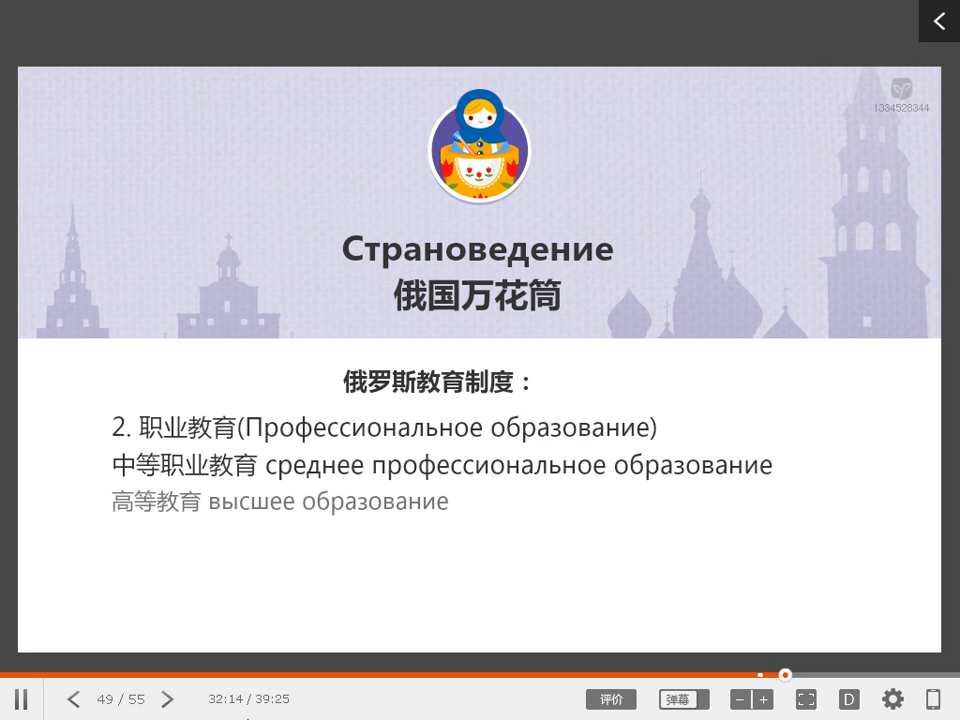 1334528344
Страноведение
俄国万花筒
俄罗斯教育制度：
2. 职业教育(Профессиональное образование)
中等职业教育 среднее профессиональное образование
高等教育 высшее образование
49 / 55
32:14 / 39:25
评价
弹幕
D